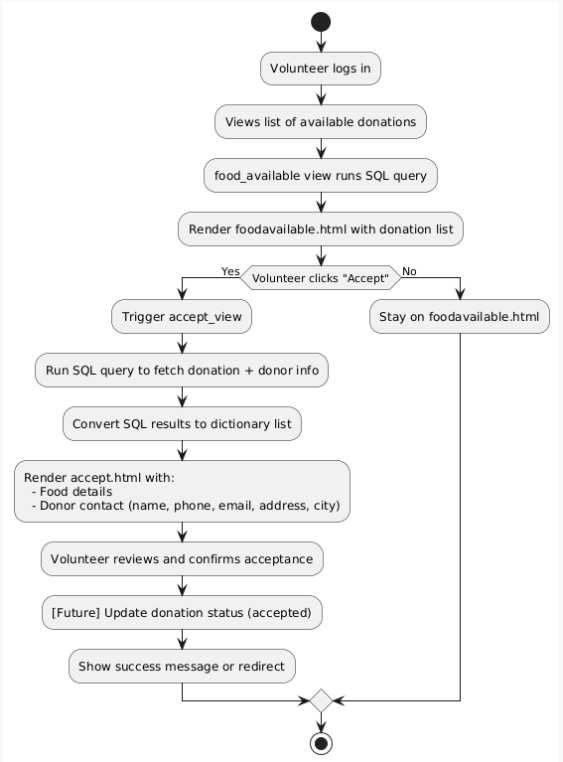 Volunteer logs in
Views list of available donations
food_available view runs SQL query
Render foodavailable.html with donation list
Yes
Volunteer clicks "Accept"
No
Trigger accept_view
Stay on foodavailable.html
Run SQL query to fetch donation + donor info
Convert SQL results to dictionary list
Render accept.html with:
- Food details
- Donor contact (name, phone, email, address, city)
Volunteer reviews and confirms acceptance
[Future] Update donation status (accepted)
Show success message or redirect